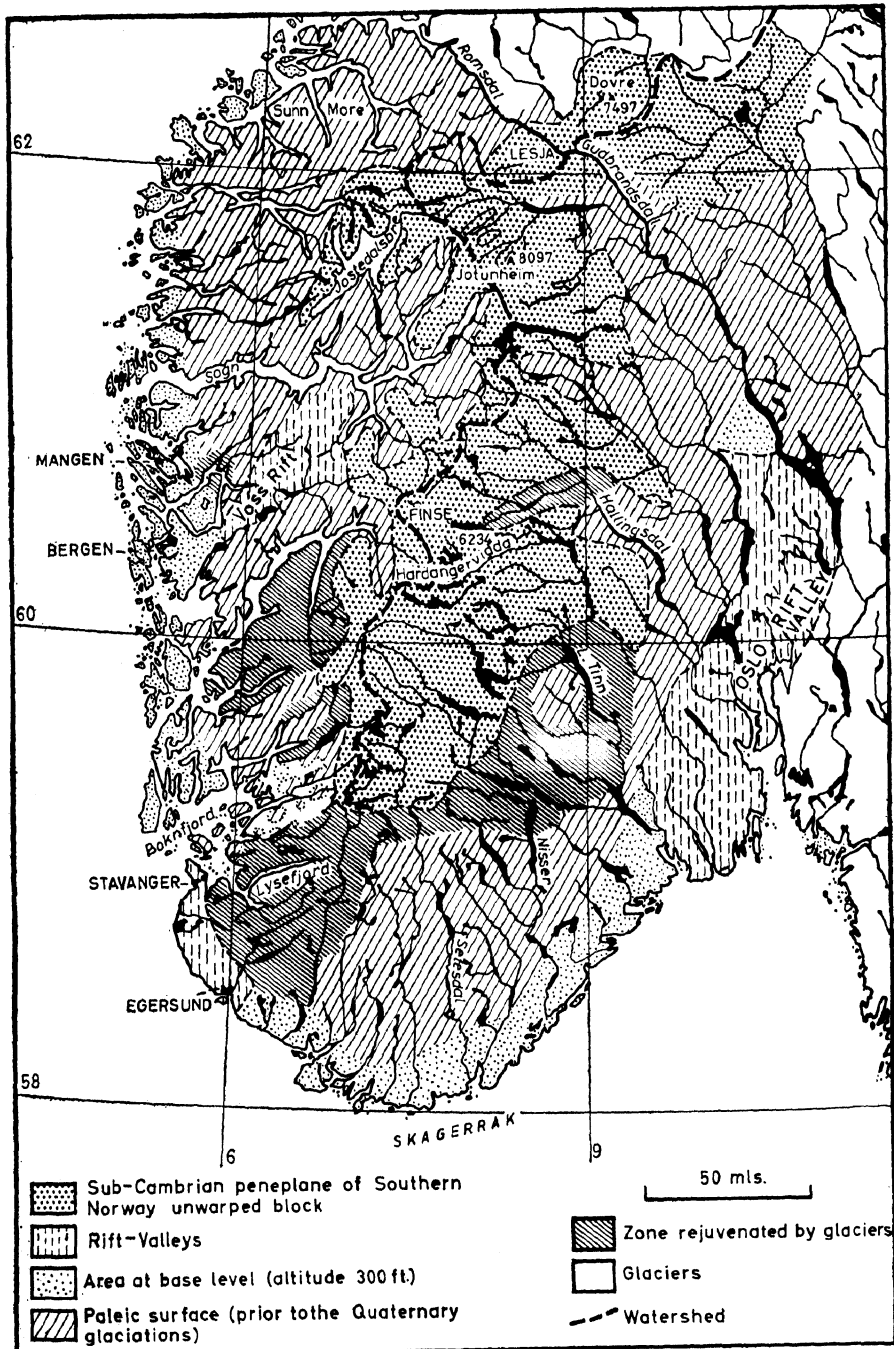 Romsdal
Dovre
7497
Sunn More
62
LESJA
Gudbrandsdal
8097
Jotunheim
Jostedalsbr
Sogn
MANGEN
Voss Rift
FINSE
Hallingsdal
6234
BERGEN
Hardangervidda
60
OSLO RIFT
VALLEY
Tinn
Boknfjord
STAVANGER
Lysefjord
Nisser
Setesdal
EGERSUND
58
SKAGERRAK
6
9
Sub-Cambrian peneplane of Southern
Norway unwarped block
Rift-Valleys
Area at base level (altitude 300 ft.)
Paleic surface (prior tothe Quaternary
glaciations)
50 mls.
Zone rejuvenated by glaciers
Glaciers
Watershed